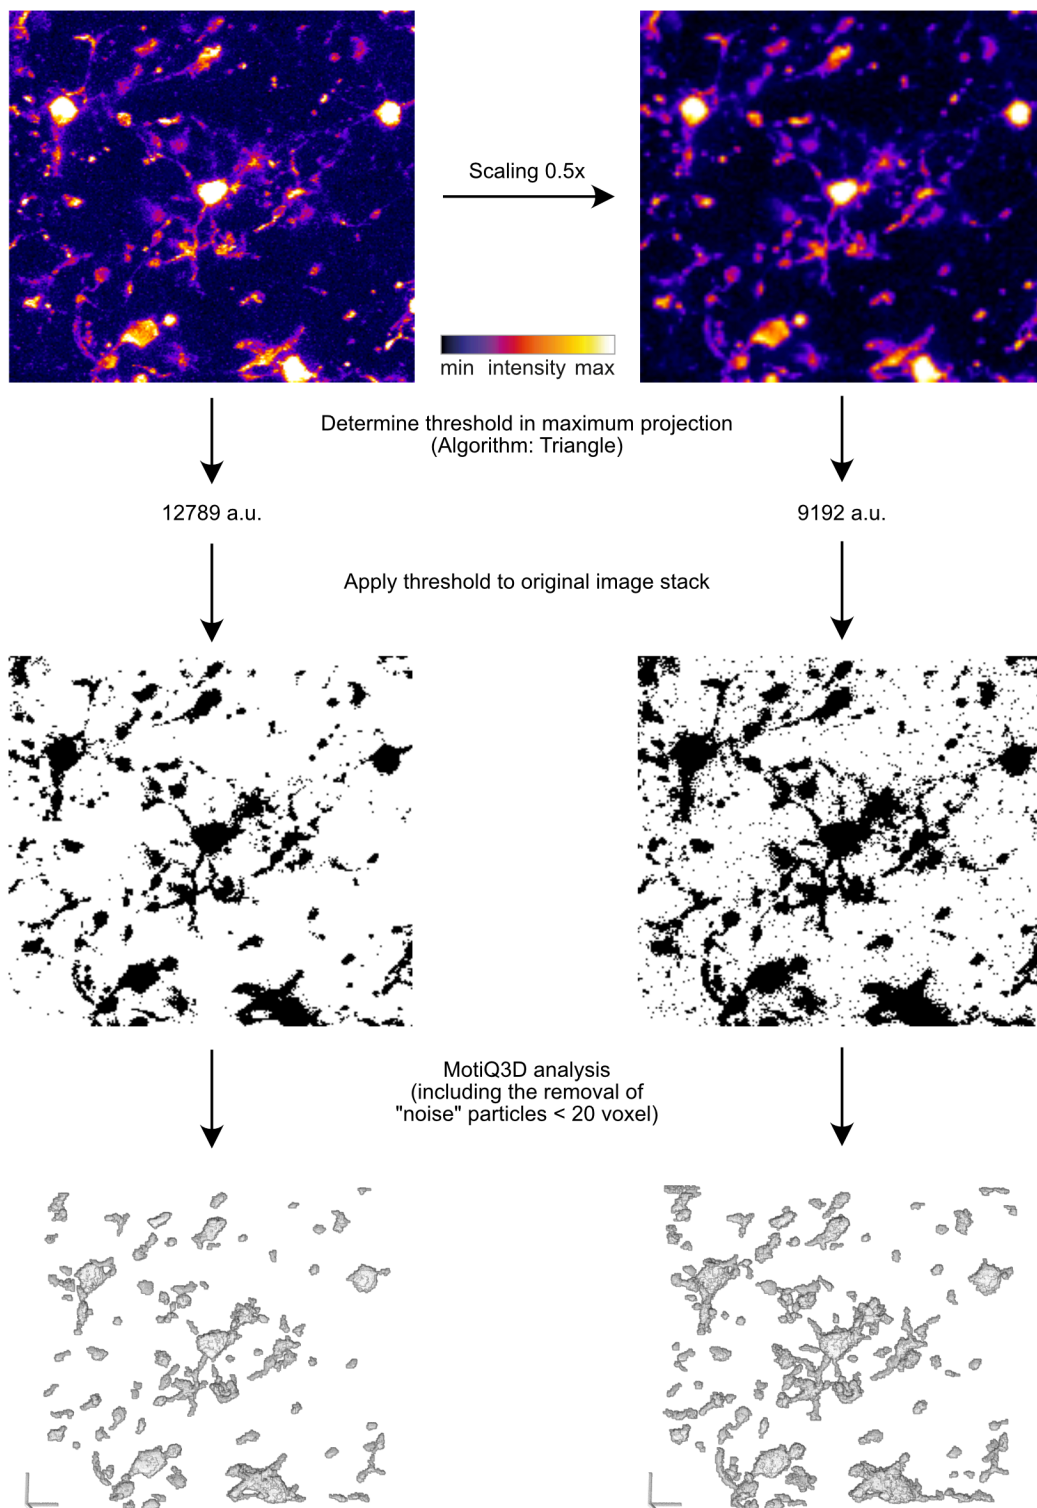 Scaling 0.5x
min intensity max
Determine threshold in maximum projection
(Algorithm: Triangle)
12789 a.u.
9192 a.u.
Apply threshold to original image stack
MotiQ3D analysis
(including the removal of
"noise" particles < 20 voxel)